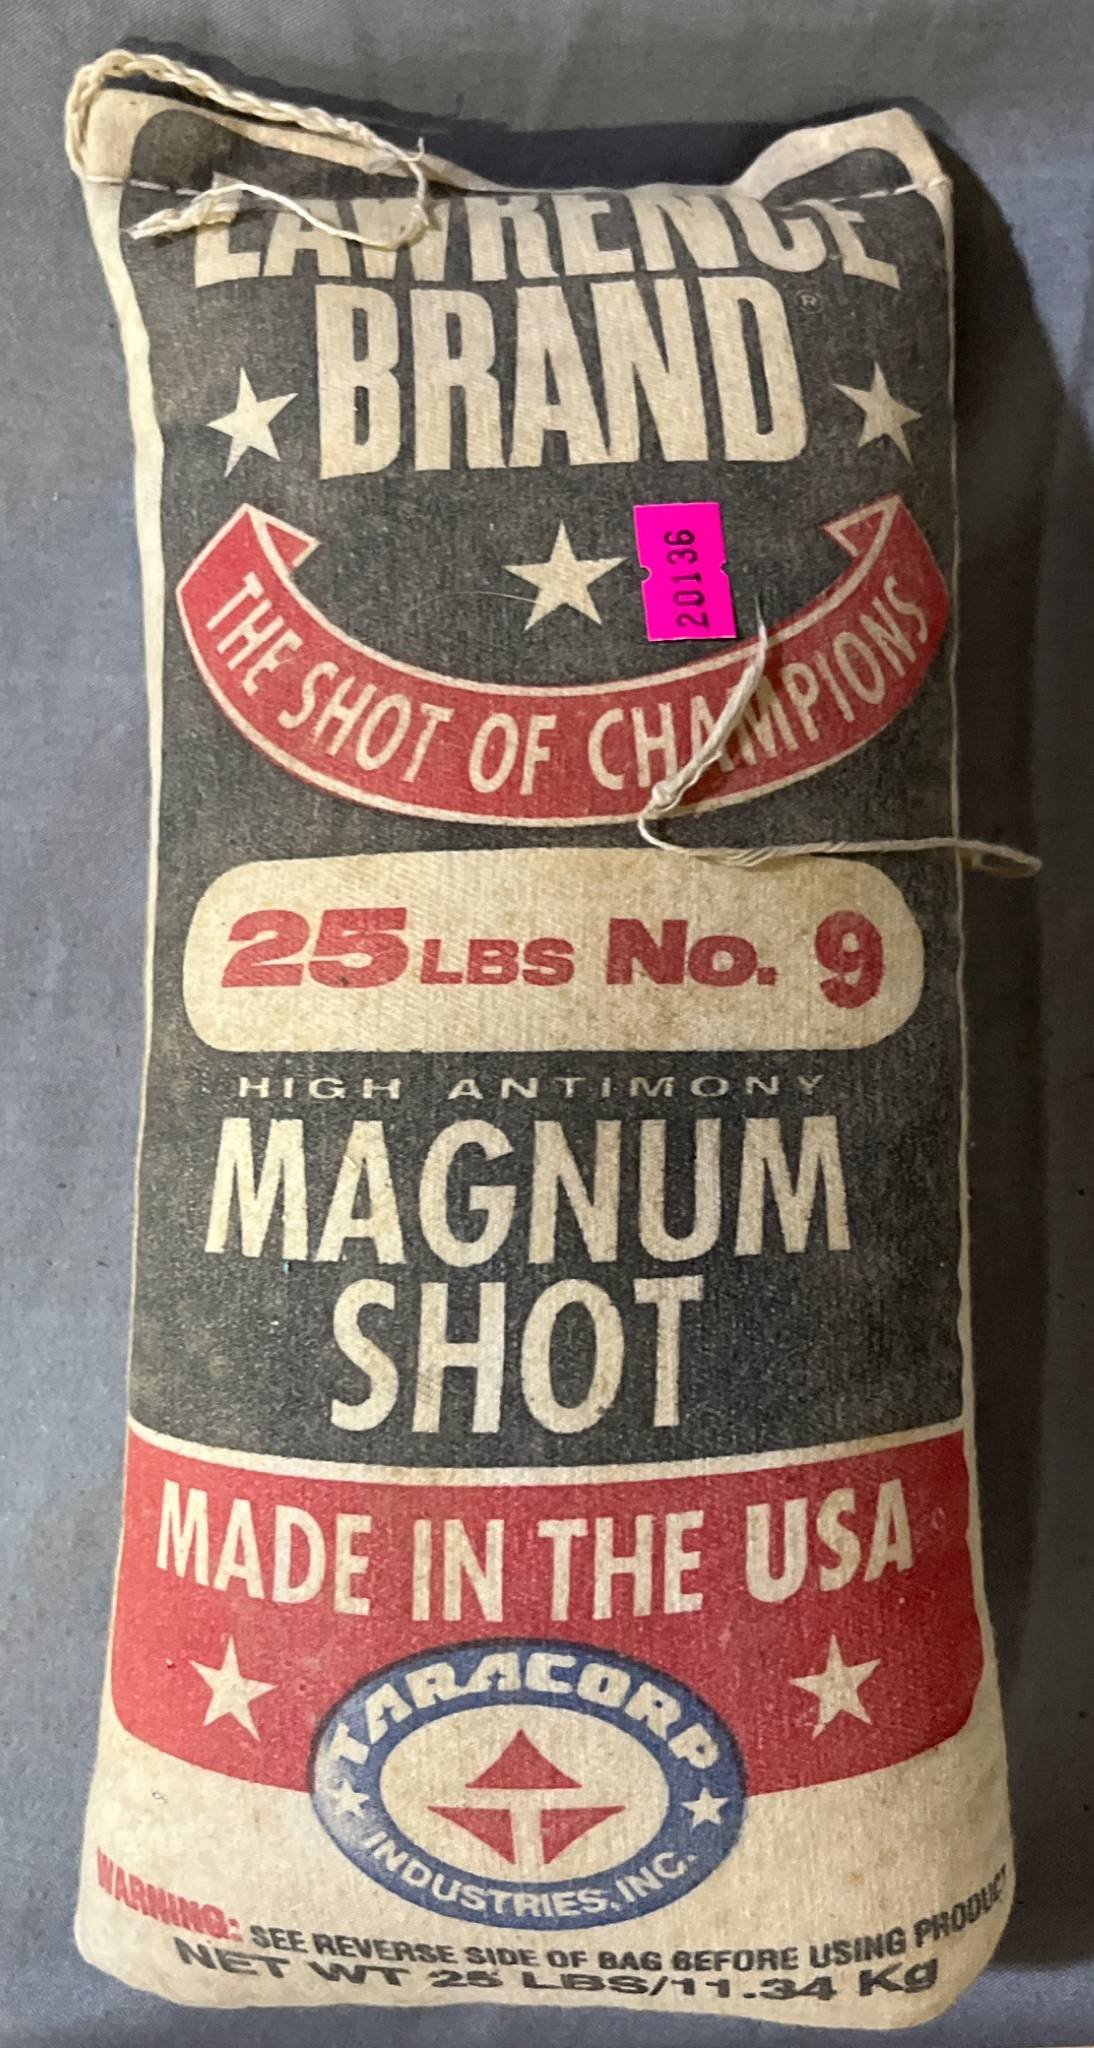 LAWRENCE
BRAND®
20136
THE SHOT OF CHAMPIONS
25 LBS No. 9
HIGH ANTIMONY
MAGNUM
SHOT
MADE IN THE USA
TARACORP
INDUSTRIES, INC.
WARNING: SEE REVERSE SIDE OF BAG BEFORE USING PRODUCT
NET WT 25 LBS/11.34 Kg